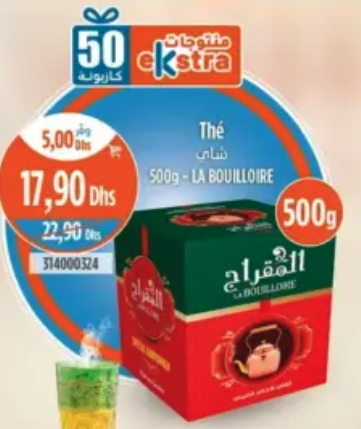 50
كازيونة
منتوجات
ekstra
وفر
5,00 Dhs
17,90 Dhs
22,90 Dhs
314000324
Thé
شاي
500g - LA BOUILLOIRE
500g
المقراج
LA BOUILLOIRE
المقراج